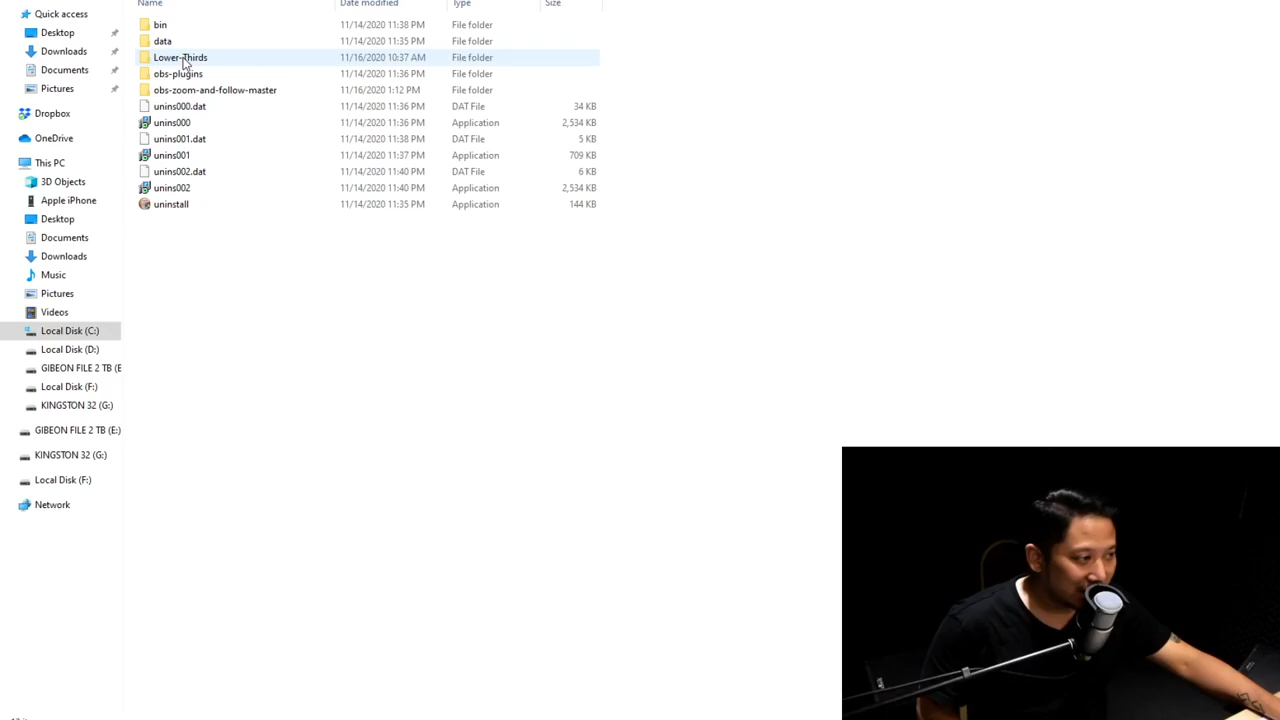 Quick access
Desktop
Downloads
Documents
Pictures
Dropbox
OneDrive
This PC
3D Objects
Apple iPhone
Desktop
Documents
Downloads
Music
Pictures
Videos
Local Disk (C:)
Local Disk (D:)
GIBEON FILE 2 TB (E
Local Disk (F:)
KINGSTON 32 (G:)
GIBEON FILE 2 TB (E:)
KINGSTON 32 (G:)
Local Disk (F:)
Network
Name Date modified Type Size
bin 11/14/2020 11:38 PM File folder
data 11/14/2020 11:35 PM File folder
Lower-Thirds 11/16/2020 10:37 AM File folder
obs-plugins 11/14/2020 11:36 PM File folder
obs-zoom-and-follow-master 11/16/2020 1:12 PM File folder
unins000.dat 11/14/2020 11:36 PM DAT File 34 KB
unins000 11/14/2020 11:36 PM Application 2,534 KB
unins001.dat 11/14/2020 11:38 PM DAT File 5 KB
unins001 11/14/2020 11:37 PM Application 709 KB
unins002.dat 11/14/2020 11:40 PM DAT File 6 KB
unins002 11/14/2020 11:40 PM Application 2,534 KB
uninstall 11/14/2020 11:35 PM Application 144 KB